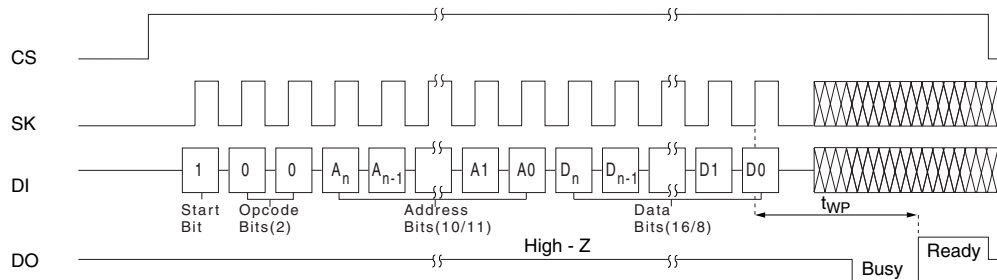 CS
SK
DI
1 0 0 Aₙ Aₙ₋₁ A1 A0 Dₙ Dₙ₋₁ D1 D0
Start Bit
Opcode Bits(2)
Address Bits(10/11)
Data Bits(16/8)
tWP
DO
High - Z
Busy
Ready